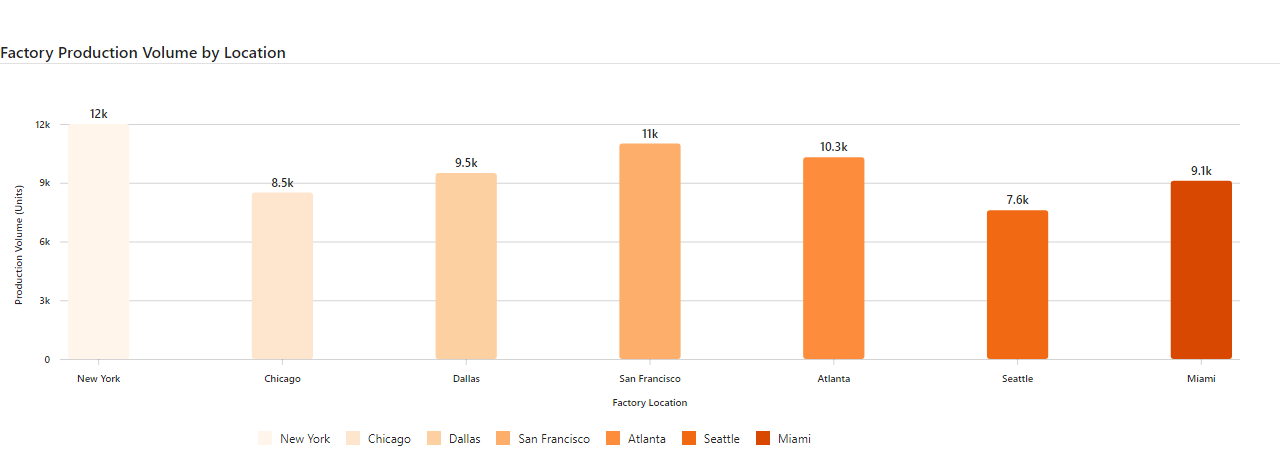 Factory Production Volume by Location
12k
8.5k
9.5k
11k
10.3k
7.6k
9.1k
12k
9k
6k
3k
0
Production Volume (Units)
New York Chicago Dallas San Francisco Atlanta Seattle Miami
Factory Location
New York Chicago Dallas San Francisco Atlanta Seattle Miami